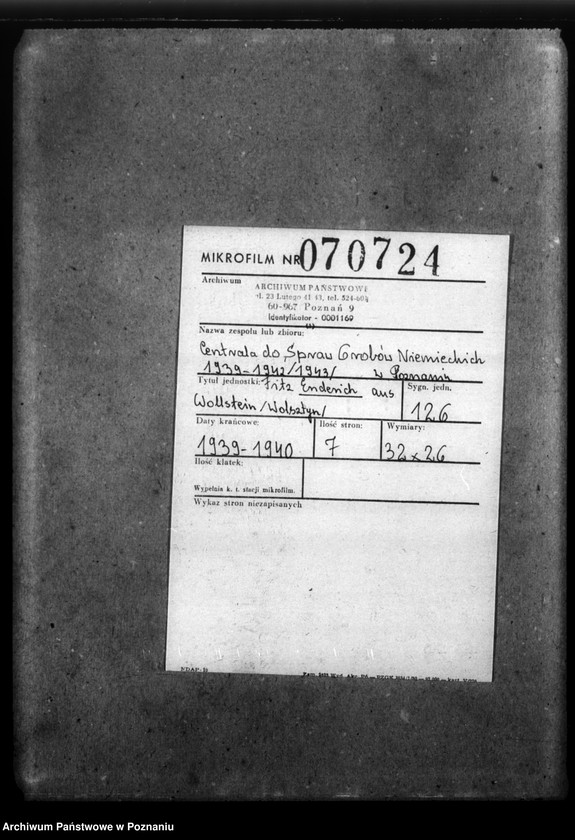 MIKROFILM NR 070724
Archiwum
ARCHIWUM PAŃSTWOWE
ul. 23 Lutego 41/43, tel. 524-601
60-967 Poznań 9
Identyfikator - 0001169
Nazwa zespołu lub zbioru:
Centrala do Spraw Grobów Niemieckich
1939-1942/1943/ w Poznaniu
Tytuł jednostki: Fritz Enderich aus
Wollstein /Wolsztyn/
Sygn. jedn.
126
Daty krańcowe:
1939-1940
Ilość stron:
7
Wymiary:
32x26
Ilość klatek:
Wypełnia k. t. stacji mikrofilm.
Wykaz stron niezapisanych
Archiwum Państwowe w Poznaniu